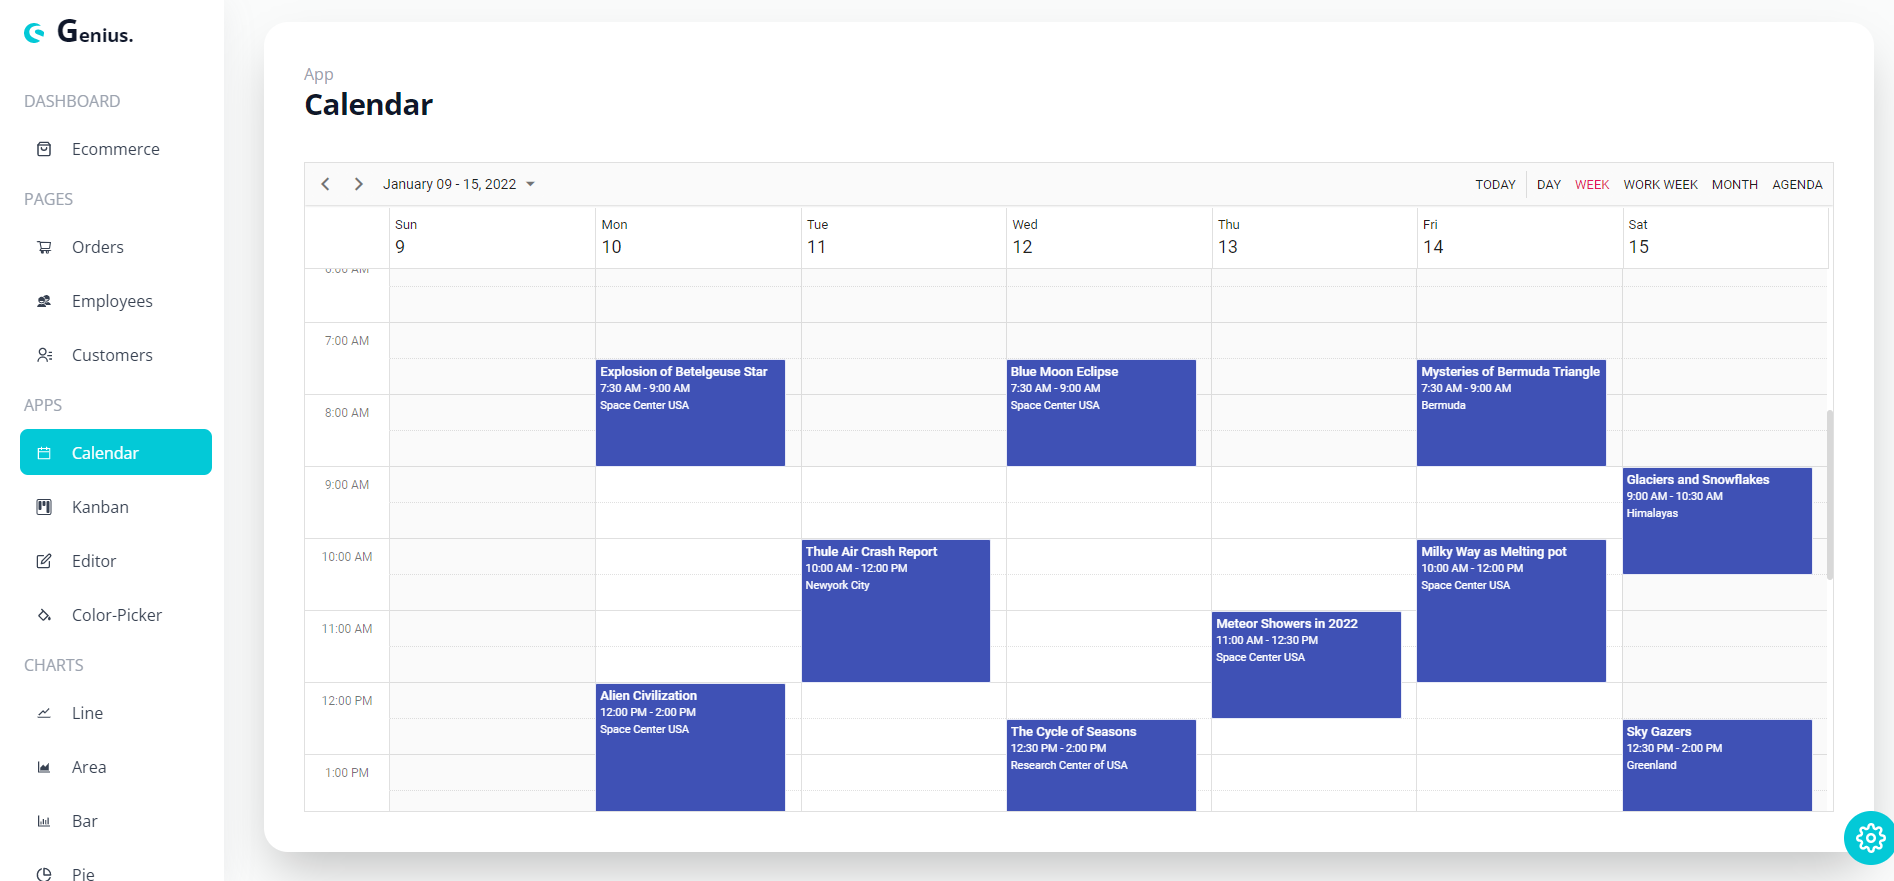 Genius.
DASHBOARD
Ecommerce
PAGES
Orders
Employees
Customers
APPS
Calendar
Kanban
Editor
Color-Picker
CHARTS
Line
Area
Bar
Pie
App
Calendar
January 09 - 15, 2022
TODAY DAY WEEK WORK WEEK MONTH AGENDA
Sun Mon Tue Wed Thu Fri Sat
9 10 11 12 13 14 15
6:00 AM
7:00 AM
8:00 AM
9:00 AM
10:00 AM
11:00 AM
12:00 PM
1:00 PM
Explosion of Betelgeuse Star
7:30 AM - 9:00 AM
Space Center USA
Alien Civilization
12:00 PM - 2:00 PM
Space Center USA
Thule Air Crash Report
10:00 AM - 12:00 PM
Newyork City
Blue Moon Eclipse
7:30 AM - 9:00 AM
Space Center USA
The Cycle of Seasons
12:30 PM - 2:00 PM
Research Center of USA
Meteor Showers in 2022
11:00 AM - 12:30 PM
Space Center USA
Mysteries of Bermuda Triangle
7:30 AM - 9:00 AM
Bermuda
Milky Way as Melting pot
10:00 AM - 12:00 PM
Space Center USA
Glaciers and Snowflakes
9:00 AM - 10:30 AM
Himalayas
Sky Gazers
12:30 PM - 2:00 PM
Greenland